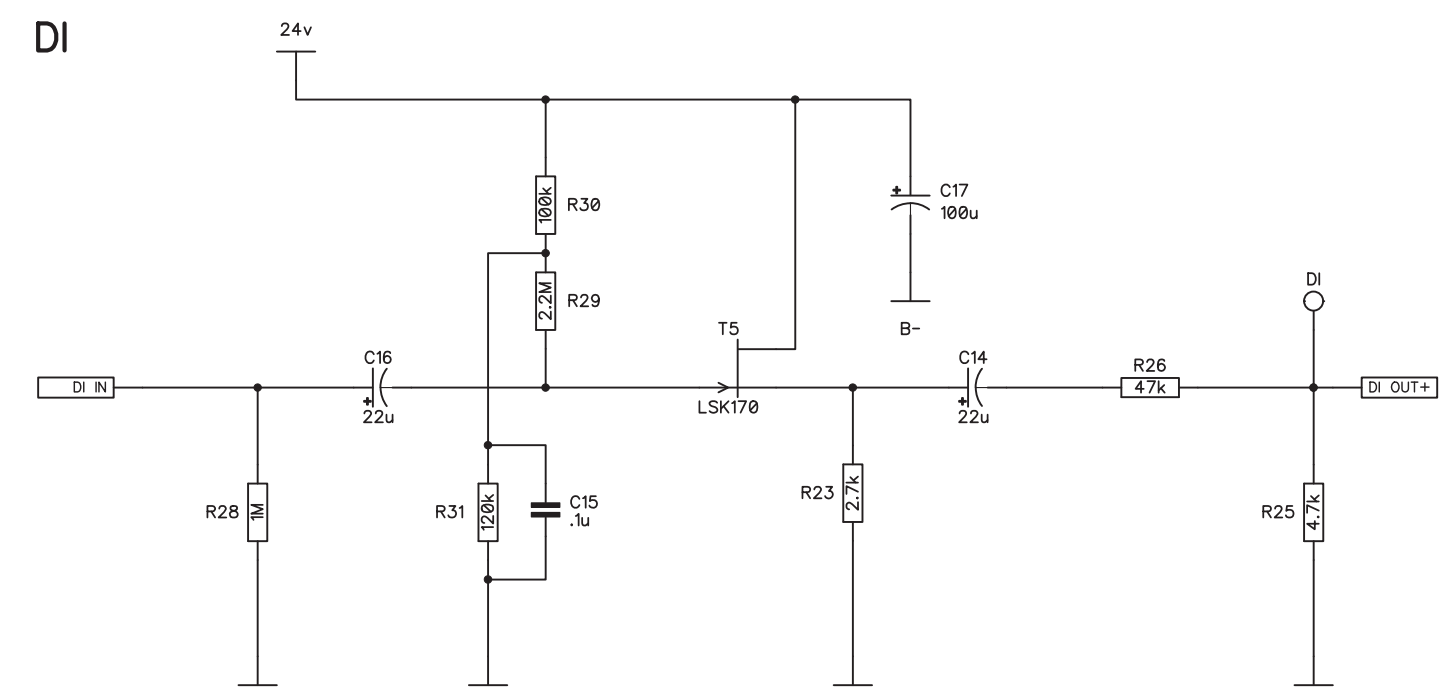 DI
24v
100k
R30
+
C17
100u
2.2M
R29
DI
B-
T5
C16
C14
R26
DI IN
+
22u
LSK170
+
22u
47k
DI OUT+
R28
1M
R31
120k
C15
.1u
R23
2.7k
R25
4.7k